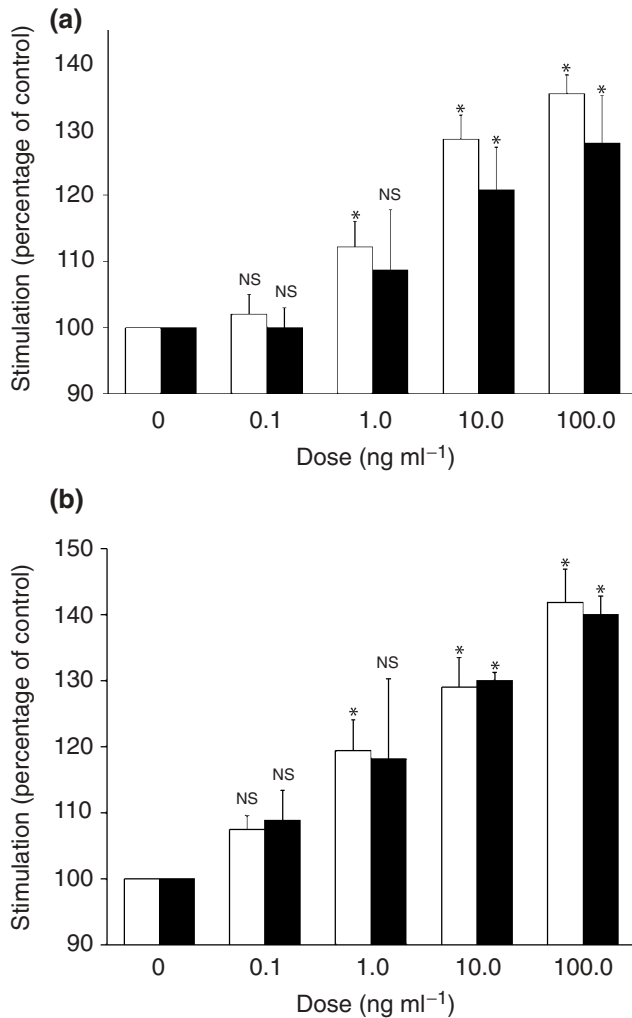 (a)
Stimulation (percentage of control)
140
130
120
110
100
90
NS
NS
*
NS
*
*
*
*
0
0.1
1.0
10.0
100.0
Dose (ng ml⁻¹)
(b)
Stimulation (percentage of control)
150
140
130
120
110
100
90
NS
NS
*
NS
*
*
*
*
0
0.1
1.0
10.0
100.0
Dose (ng ml⁻¹)